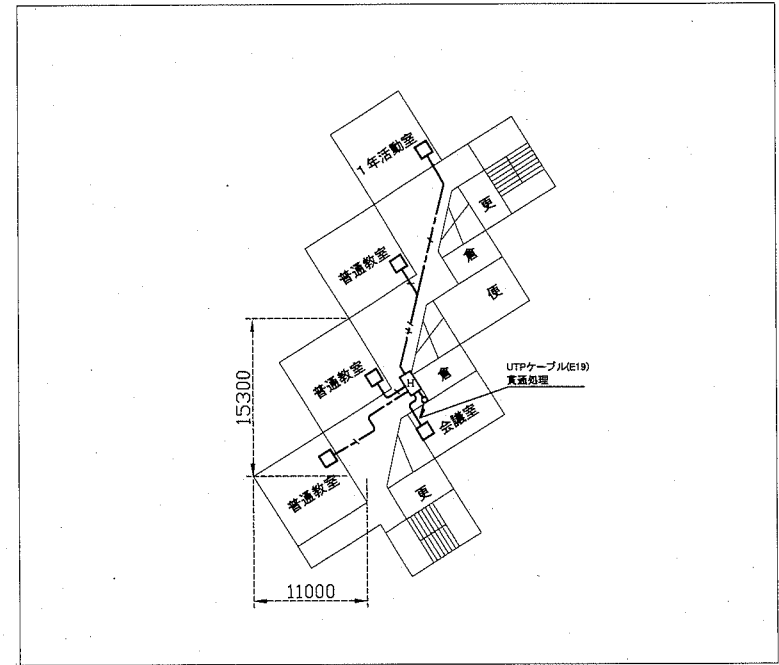 1年活動室
更
普通教室
倉
便
普通教室
H
倉
UTPケーブル(E19)
貫通処理
会議室
15300
普通教室
更
11000